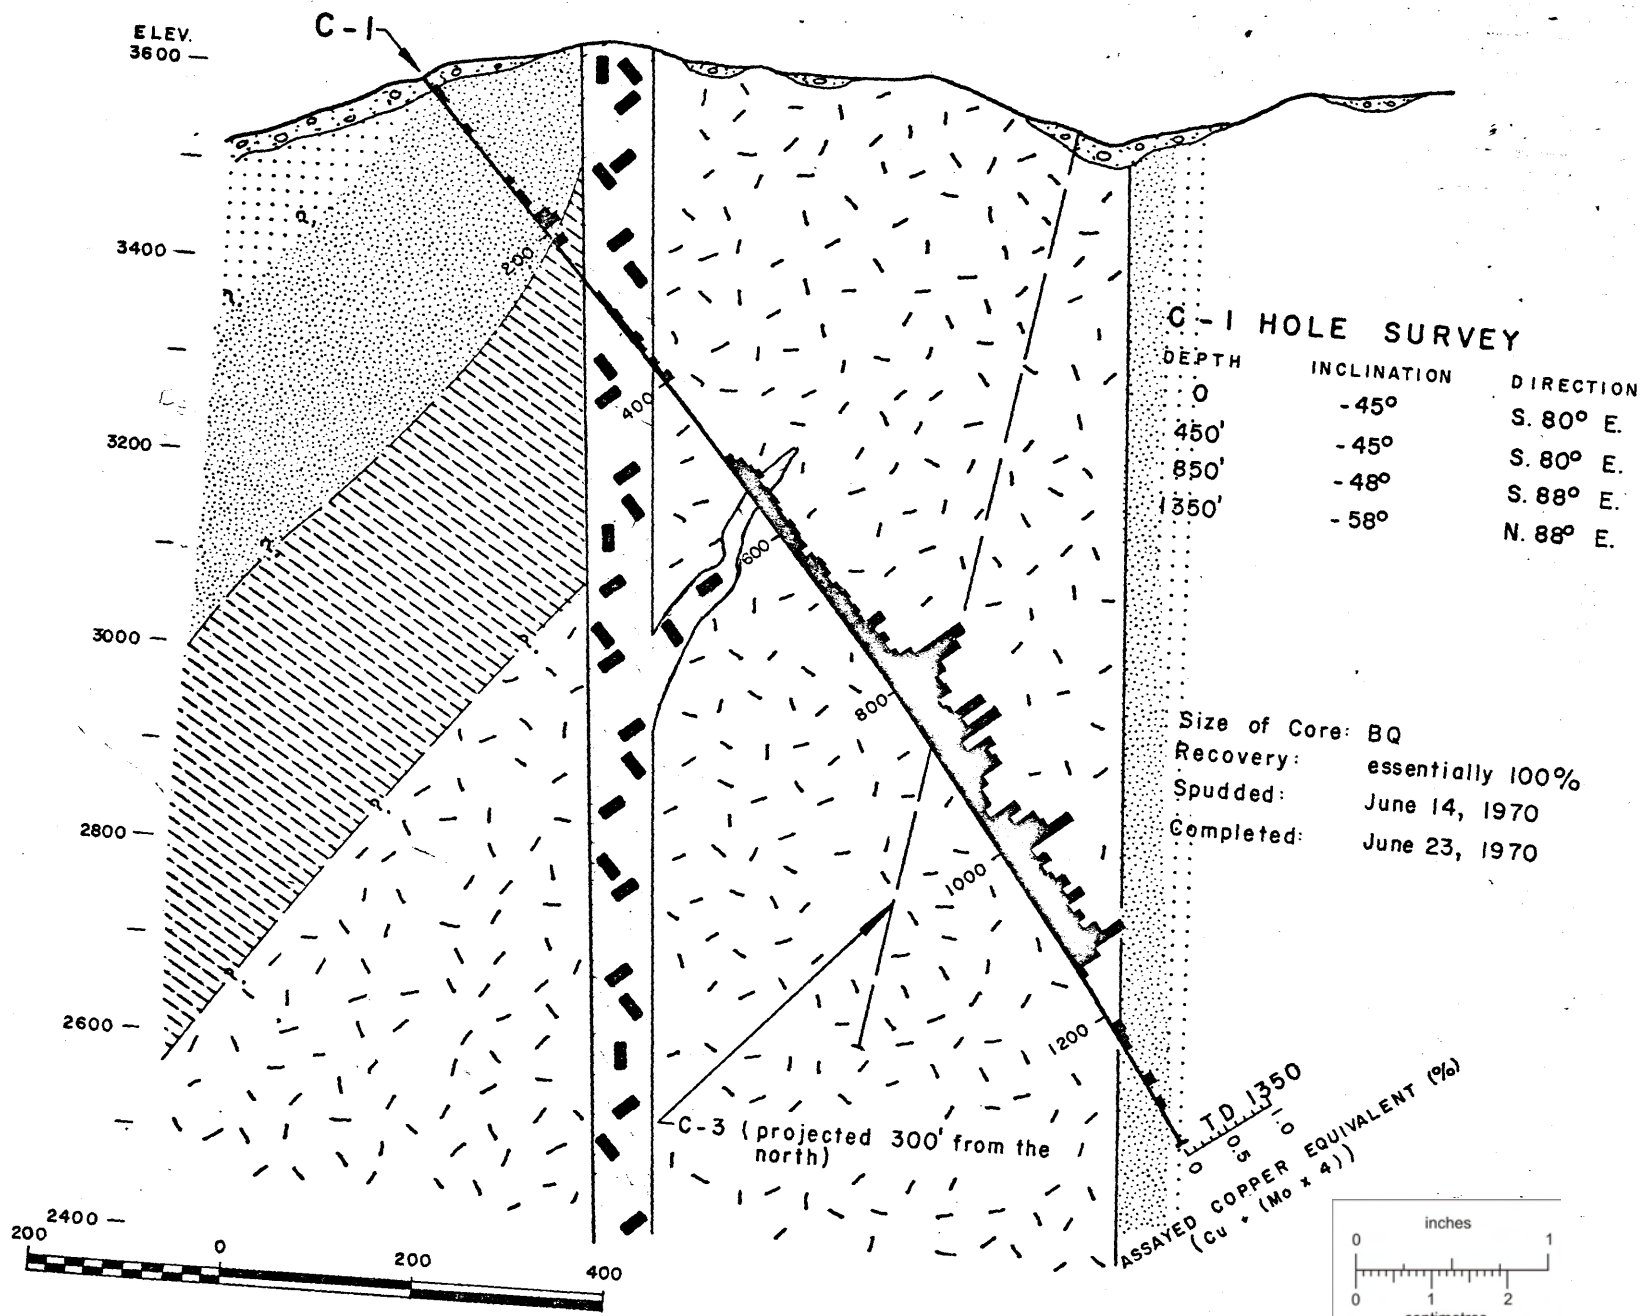 C-1
ELEV.
3600
3400
3200
3000
2800
2600
2400
200
400
600
800
1000
1200
TD 1350
0 0.5 1.0
ASSAYED COPPER EQUIVALENT (%)
(Cu + (Mo x 4))
?
?
?
?
?
?
C-1 HOLE SURVEY
DEPTH INCLINATION DIRECTION
0 -45° S. 80° E.
450' -45° S. 80° E.
850' -48° S. 88° E.
1350' -58° N. 88° E.
Size of Core: BQ
Recovery: essentially 100%
Spudded: June 14, 1970
Completed: June 23, 1970
C-3 (projected 300' from the
north)
200 0 200 400
inches
0 1
0 1 2
centimetres